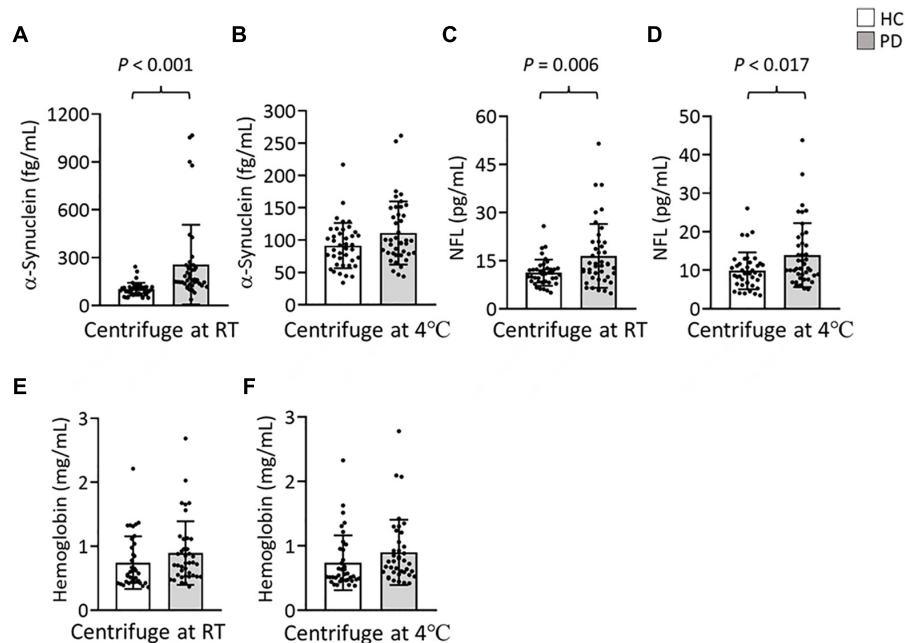 HC
PD
A
P < 0.001
α-Synuclein (fg/mL)
1200
900
600
300
0
Centrifuge at RT
B
α-Synuclein (fg/mL)
300
250
200
150
100
50
0
Centrifuge at 4℃
C
P = 0.006
NFL (pg/mL)
60
45
30
15
0
Centrifuge at RT
D
P < 0.017
NFL (pg/mL)
50
40
30
20
10
0
Centrifuge at 4℃
E
Hemoglobin (mg/mL)
3
2
1
0
Centrifuge at RT
F
Hemoglobin (mg/mL)
3
2
1
0
Centrifuge at 4℃